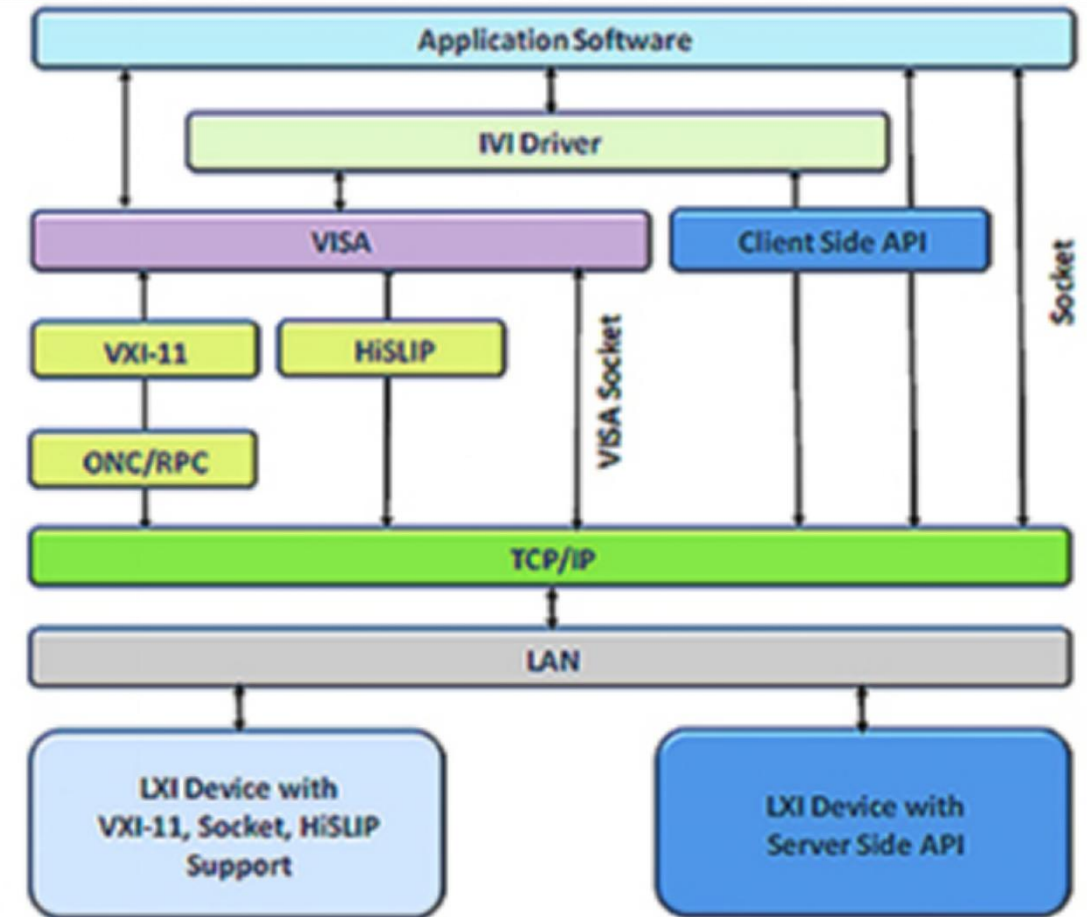 Application Software
IVI Driver
VISA
Client Side API
Socket
VXI-11
HiSLIP
VISA Socket
ONC/RPC
TCP/IP
LAN
LXI Device with
VXI-11, Socket, HiSLIP
Support
LXI Device with
Server Side API